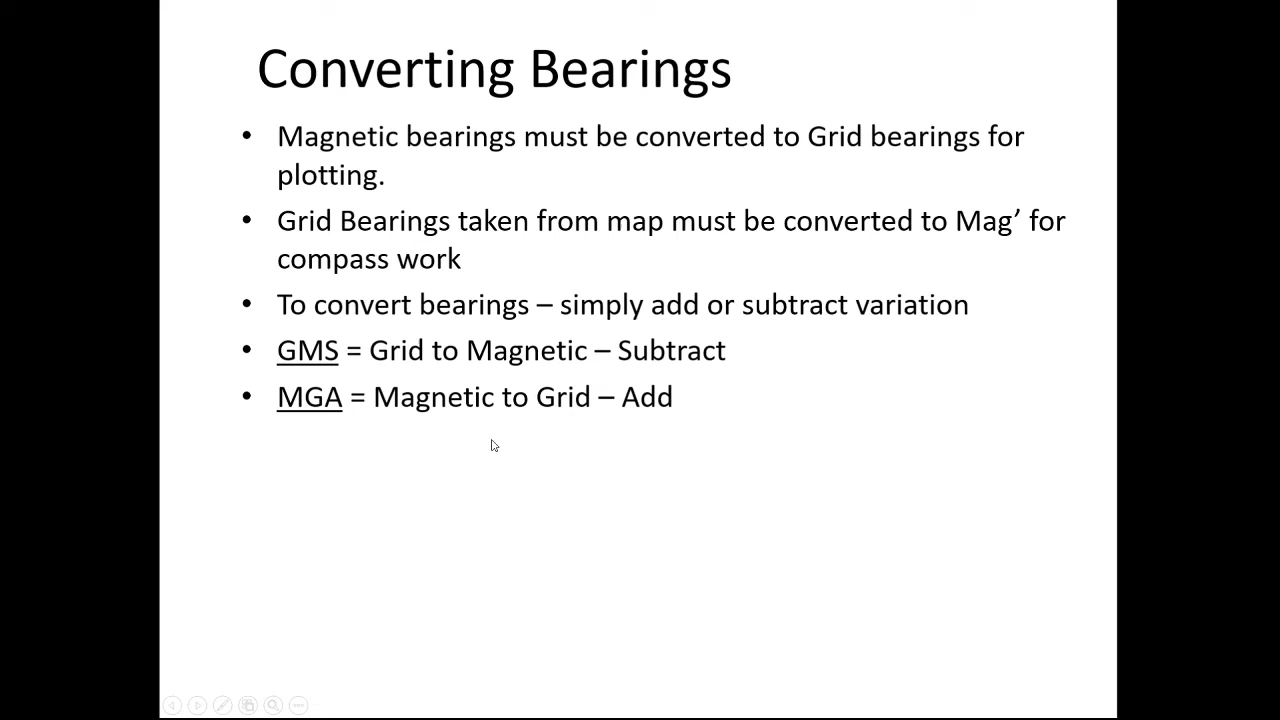 Converting Bearings
• Magnetic bearings must be converted to Grid bearings for
plotting.
• Grid Bearings taken from map must be converted to Mag’ for
compass work
• To convert bearings – simply add or subtract variation
• GMS = Grid to Magnetic – Subtract
• MGA = Magnetic to Grid – Add